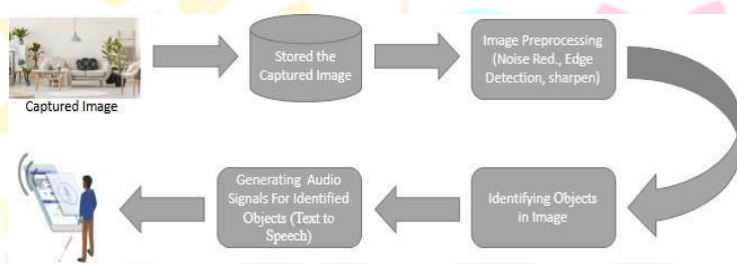 Captured Image
Stored the
Captured Image
Image Preprocessing
(Noise Red., Edge
Detection, sharpen)
Identifying Objects
in Image
Generating Audio
Signals For Identified
Objects (Text to
Speech)